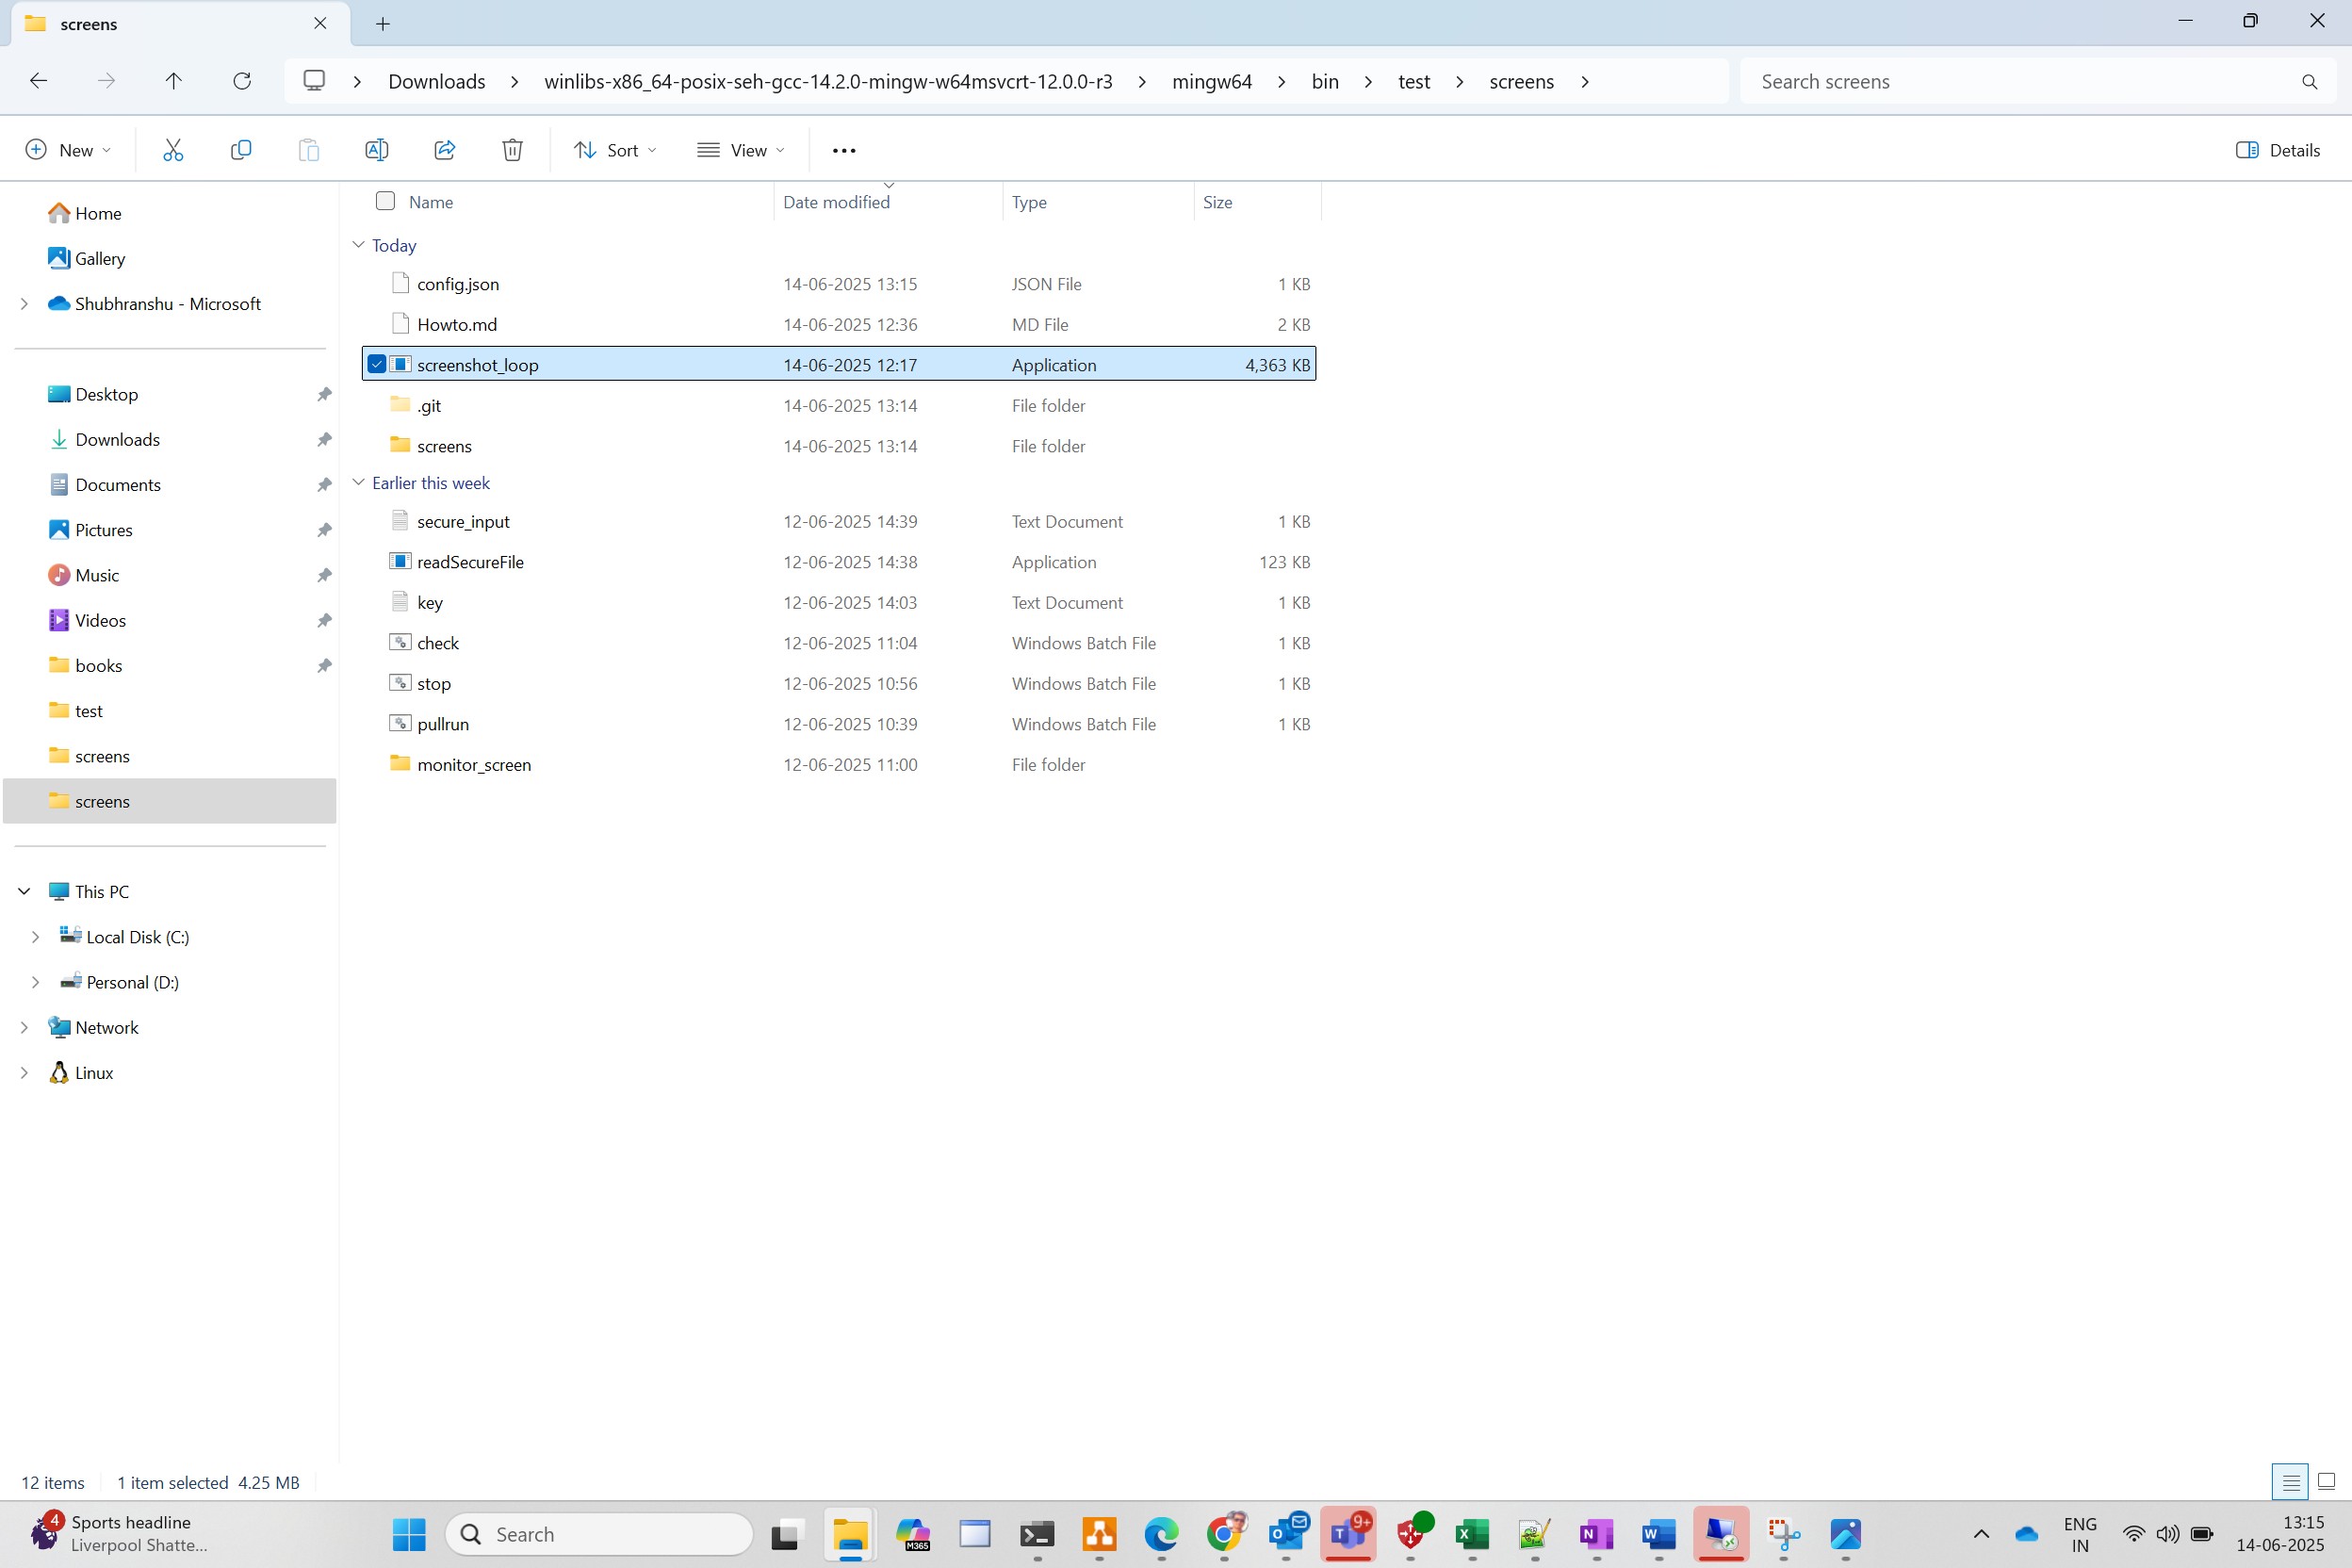 screens
Downloads > winlibs-x86_64-posix-seh-gcc-14.2.0-mingw-w64msvcrt-12.0.0-r3 > mingw64 > bin > test > screens >
Search screens
New
Sort
View
Details
Home
Gallery
Shubhranshu - Microsoft
Desktop
Downloads
Documents
Pictures
Music
Videos
books
test
screens
screens
This PC
Local Disk (C:)
Personal (D:)
Network
Linux
Name Date modified Type Size
Today
config.json 14-06-2025 13:15 JSON File 1 KB
Howto.md 14-06-2025 12:36 MD File 2 KB
screenshot_loop 14-06-2025 12:17 Application 4,363 KB
.git 14-06-2025 13:14 File folder
screens 14-06-2025 13:14 File folder
Earlier this week
secure_input 12-06-2025 14:39 Text Document 1 KB
readSecureFile 12-06-2025 14:38 Application 123 KB
key 12-06-2025 14:03 Text Document 1 KB
check 12-06-2025 11:04 Windows Batch File 1 KB
stop 12-06-2025 10:56 Windows Batch File 1 KB
pullrun 12-06-2025 10:39 Windows Batch File 1 KB
monitor_screen 12-06-2025 11:00 File folder
12 items 1 item selected 4.25 MB
4
Sports headline
Liverpool Shatte...
Search
M365
9+
ENG
IN
13:15
14-06-2025